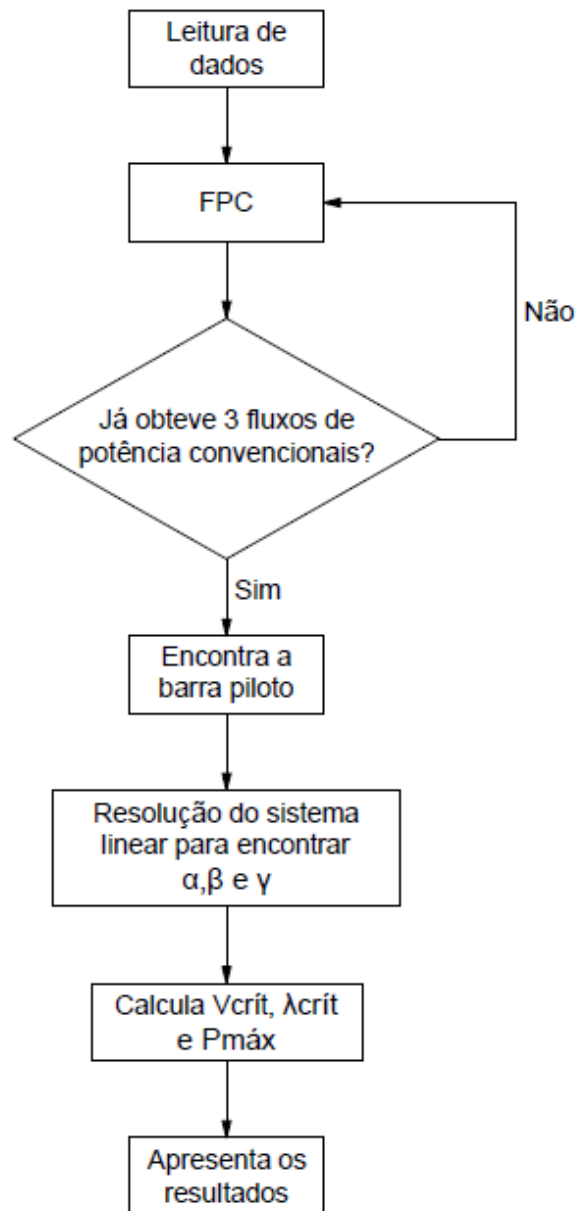 Leitura de
dados
FPC
Não
Já obteve 3 fluxos de
potência convencionais?
Sim
Encontra a
barra piloto
Resolução do sistema
linear para encontrar
α,β e γ
Calcula Vcrít, λcrít
e Pmáx
Apresenta os
resultados